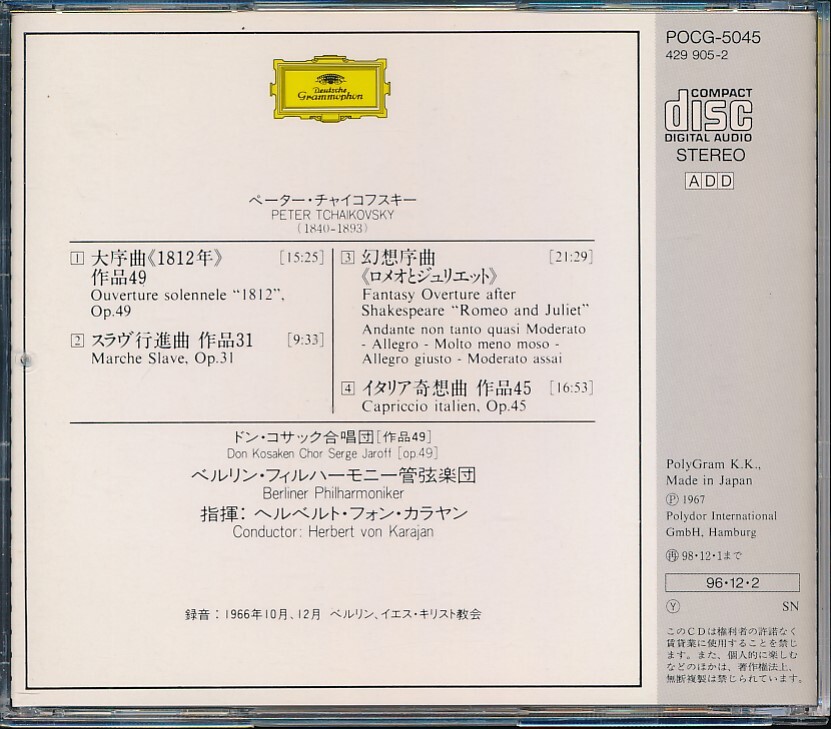 Deutsche
Grammophon
ペーター・チャイコフスキー
PETER TCHAIKOVSKY
(1840-1893)
1 大序曲《1812年》 [15:25]
作品49
Ouverture solennele “1812”,
Op.49
2 スラヴ行進曲 作品31 [9:33]
Marche Slave, Op.31
3 幻想序曲 [21:29]
《ロメオとジュリエット》
Fantasy Overture after
Shakespeare “Romeo and Juliet”
Andante non tanto quasi Moderato
- Allegro - Molto meno moso -
Allegro giusto - Moderato assai
4 イタリア奇想曲 作品45 [16:53]
Capriccio italien, Op.45
ドン・コサック合唱団[作品49]
Don Kosaken Chor Serge Jaroff [op.49]
ベルリン・フィルハーモニー管弦楽団
Berliner Philharmoniker
指揮: ヘルベルト・フォン・カラヤン
Conductor: Herbert von Karajan
録音：1966年10月、12月 ベルリン、イエス・キリスト教会
POCG-5045
429 905-2
COMPACT
disc
DIGITAL AUDIO
STEREO
ADD
PolyGram K.K.,
Made in Japan
Ⓟ 1967
Polydor International
GmbH, Hamburg
㊢ 98・12・1まで
96・12・2
Ⓨ SN
このCDは権利者の許諾なく
賃貸業に使用することを禁じ
ます。また、個人的に楽しむ
などのほかは、著作権法上、
無断複製は禁じられています。